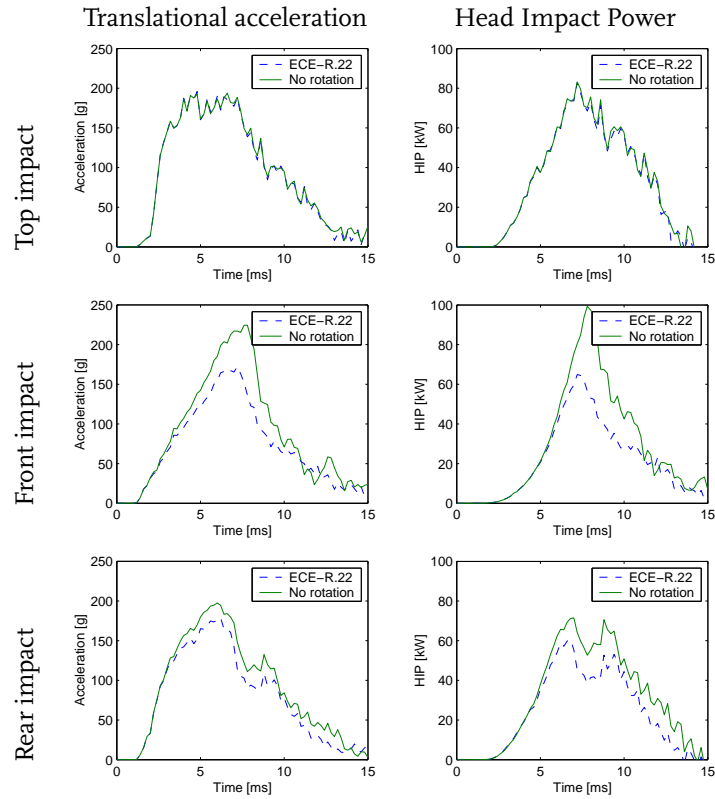 Translational acceleration
Head Impact Power
Top impact
Acceleration [g]
250
200
150
100
50
0
0 5 10 15
Time [ms]
ECE−R.22
No rotation
HIP [kW]
100
80
60
40
20
0
0 5 10 15
Time [ms]
ECE−R.22
No rotation
Front impact
Acceleration [g]
250
200
150
100
50
0
0 5 10 15
Time [ms]
ECE−R.22
No rotation
HIP [kW]
100
80
60
40
20
0
0 5 10 15
Time [ms]
ECE−R.22
No rotation
Rear impact
Acceleration [g]
250
200
150
100
50
0
0 5 10 15
Time [ms]
ECE−R.22
No rotation
HIP [kW]
100
80
60
40
20
0
0 5 10 15
Time [ms]
ECE−R.22
No rotation